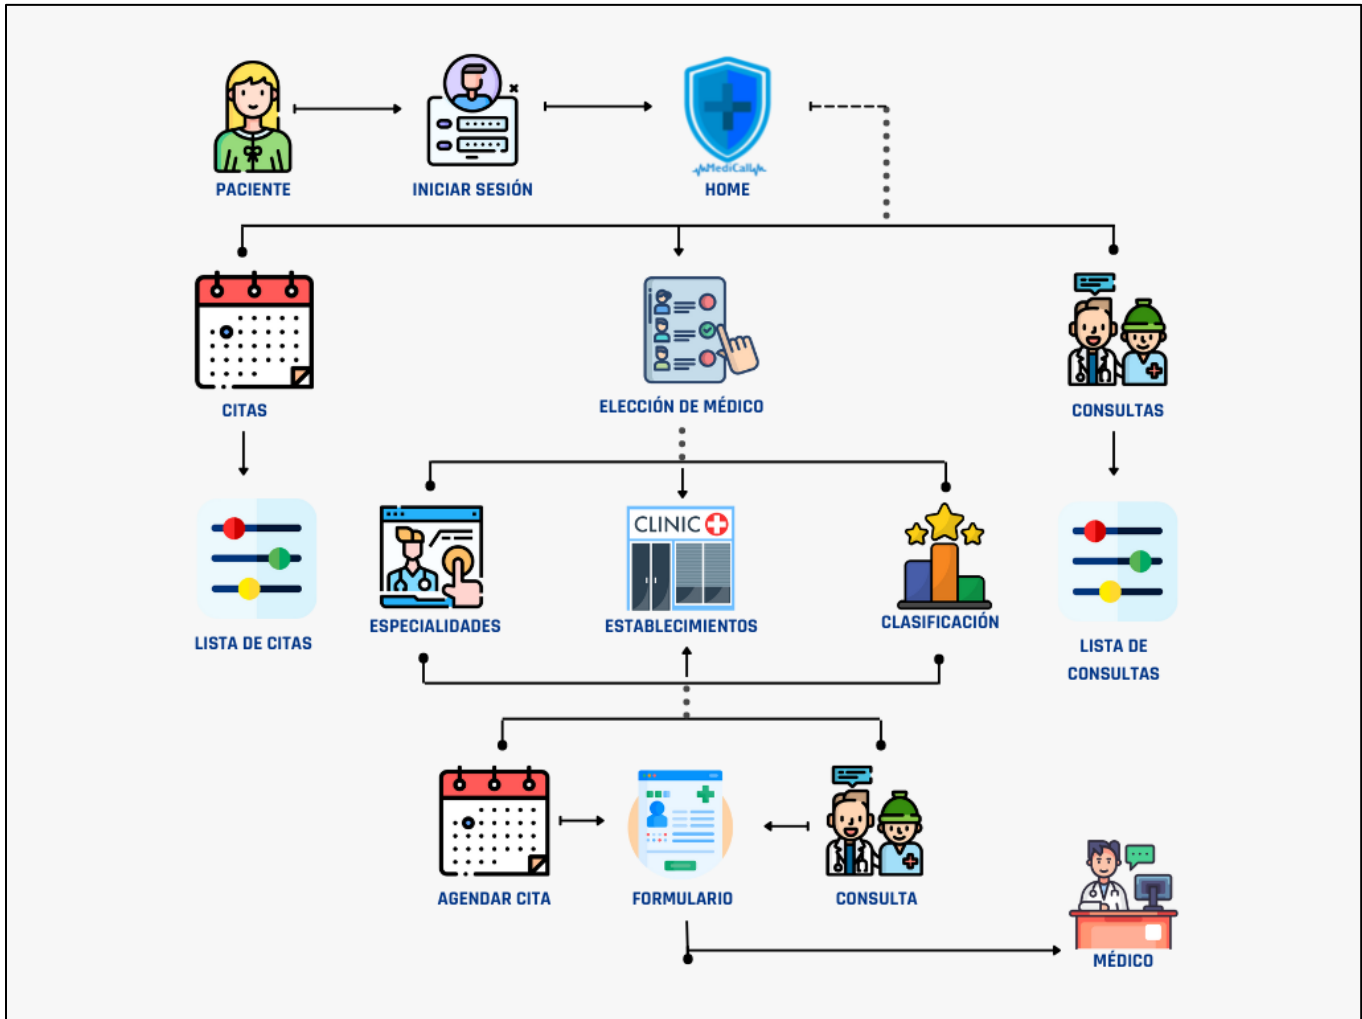 MediCall
PACIENTE
INICIAR SESIÓN
HOME
CITAS
ELECCIÓN DE MÉDICO
CONSULTAS
CLINIC
LISTA DE CITAS
ESPECIALIDADES
ESTABLECIMIENTOS
CLASIFICACIÓN
LISTA DE
CONSULTAS
AGENDAR CITA
FORMULARIO
CONSULTA
MÉDICO